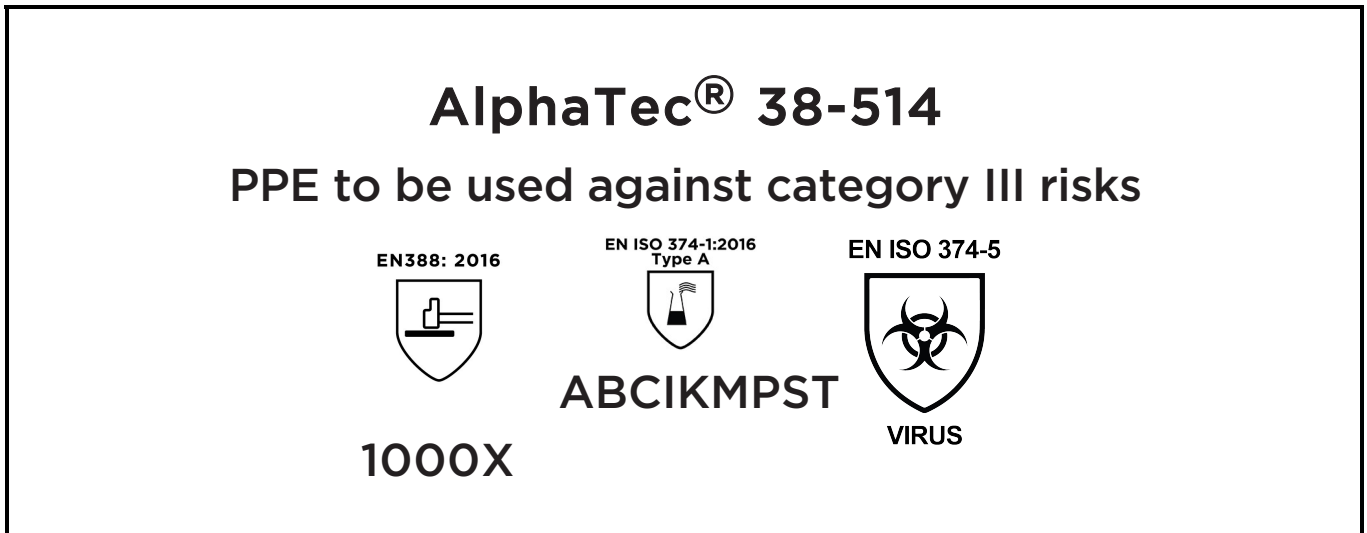 AlphaTec® 38-514
PPE to be used against category III risks
EN388: 2016
1000X
EN ISO 374-1:2016
Type A
ABCIKMPST
EN ISO 374-5
VIRUS